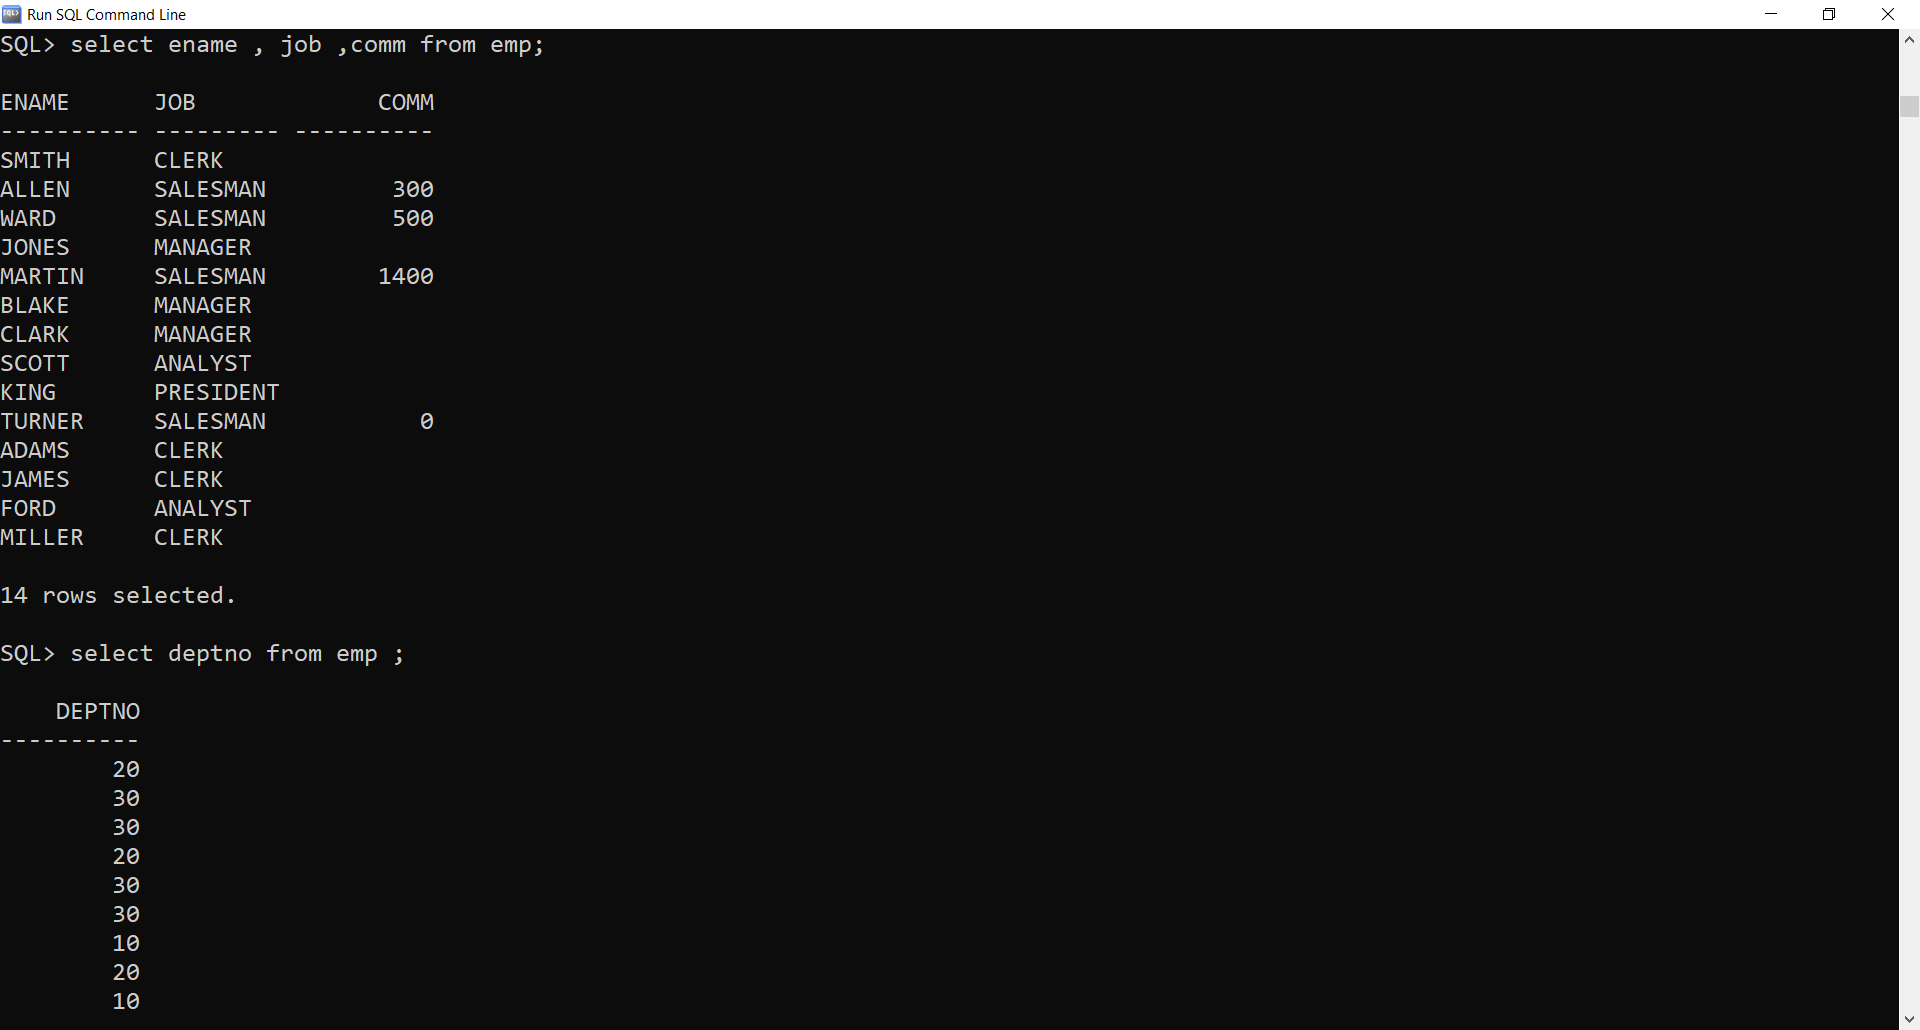 Run SQL Command Line
SQL> select ename , job ,comm from emp;
ENAME      JOB             COMM
---------- --------- ----------
SMITH      CLERK
ALLEN      SALESMAN         300
WARD       SALESMAN         500
JONES      MANAGER
MARTIN     SALESMAN        1400
BLAKE      MANAGER
CLARK      MANAGER
SCOTT      ANALYST
KING       PRESIDENT
TURNER     SALESMAN           0
ADAMS      CLERK
JAMES      CLERK
FORD       ANALYST
MILLER     CLERK
14 rows selected.
SQL> select deptno from emp ;
    DEPTNO
----------
        20
        30
        30
        20
        30
        30
        10
        20
        10